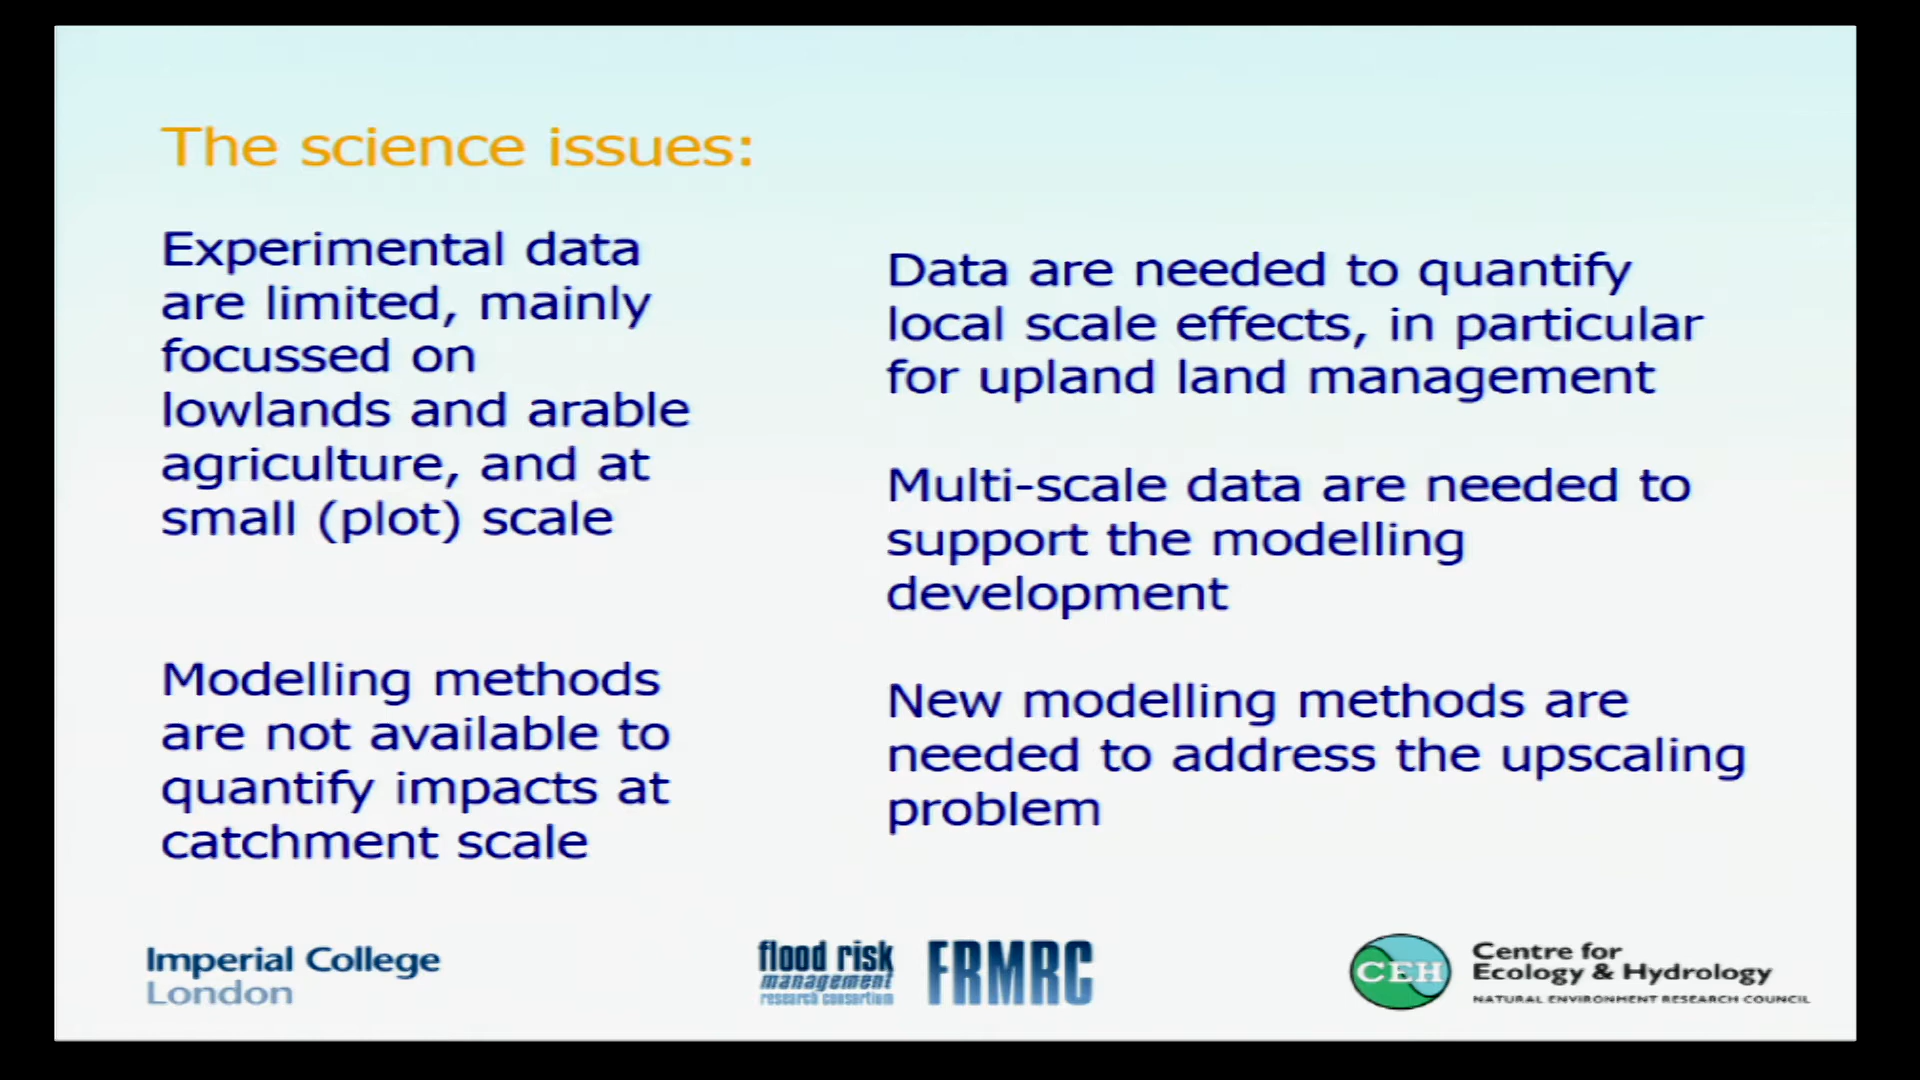 The science issues:
Experimental data
are limited, mainly
focussed on
lowlands and arable
agriculture, and at
small (plot) scale
Modelling methods
are not available to
quantify impacts at
catchment scale
Data are needed to quantify
local scale effects, in particular
for upland land management
Multi-scale data are needed to
support the modelling
development
New modelling methods are
needed to address the upscaling
problem
Imperial College
London
flood risk
management
research consortium
FRMRC
CEH
Centre for
Ecology & Hydrology
NATURAL ENVIRONMENT RESEARCH COUNCIL